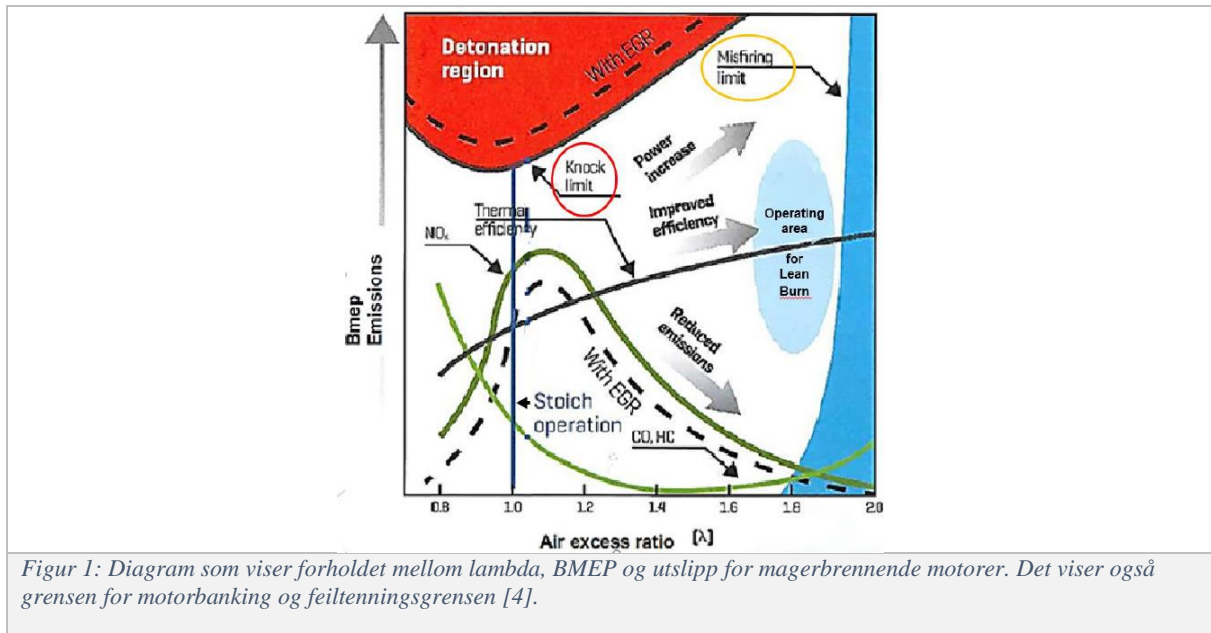 Detonation
region
With EGR
Misfiring
limit
Knock
limit
Power
increase
Thermal
efficiency
Improved
efficiency
Operating
area
for
Lean
Burn
NOx
Bmep
Emissions
Reduced
emissions
With EGR
Stoich
operation
CO, HC
0.8 1.0 1.2 1.4 1.6 1.8 2.0
Air excess ratio [λ]
Figur 1: Diagram som viser forholdet mellom lambda, BMEP og utslipp for magerbrennende motorer. Det viser også
grensen for motorbanking og feiltenningsgrensen [4].